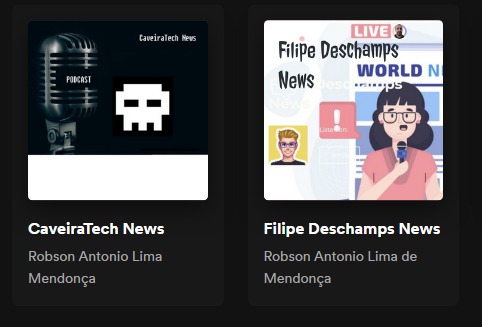 CaveiraTech News
PODCAST
CaveiraTech News
Robson Antonio Lima
Mendonça
LIVE
Filipe Deschamps
News
WORLD N
Filipe Deschamps News
Robson Antonio Lima de
Mendonça